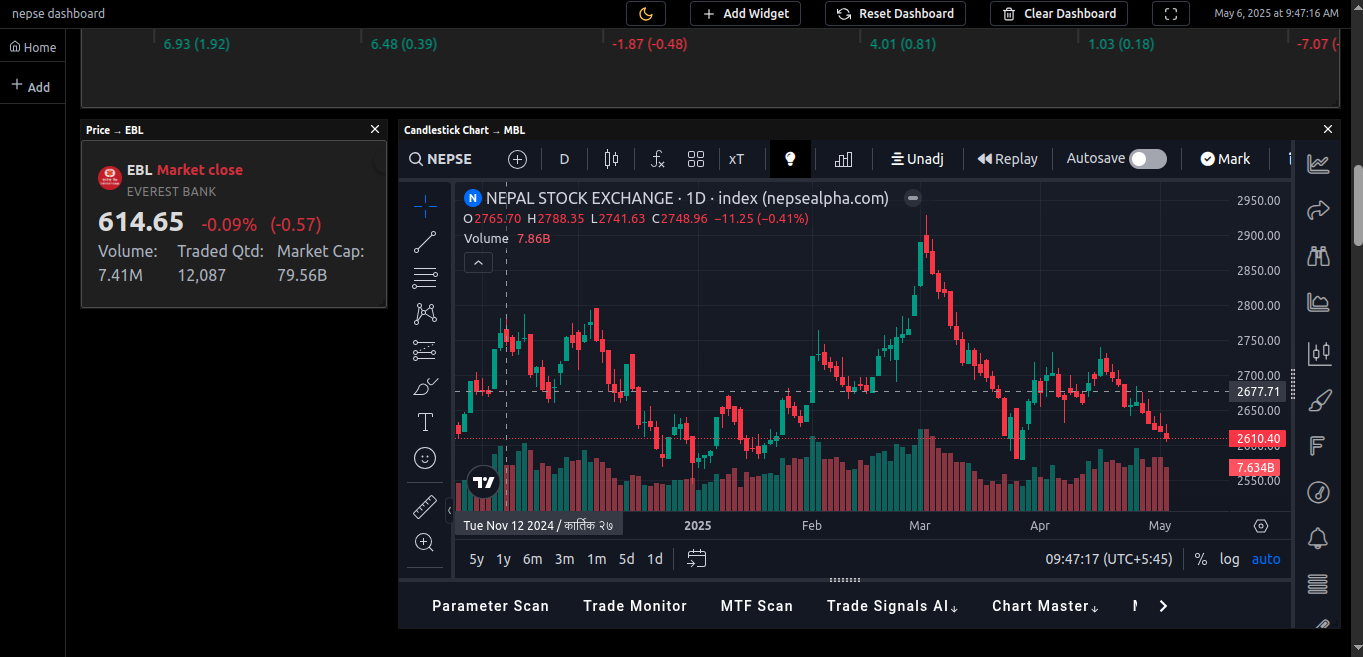 nepse dashboard
Add Widget
Reset Dashboard
Clear Dashboard
May 6, 2025 at 9:47:16 AM
Home
Add
6.93 (1.92)
6.48 (0.39)
-1.87 (-0.48)
4.01 (0.81)
1.03 (0.18)
-7.07 (-
Price → EBL
EBL Market close
EVEREST BANK
614.65 -0.09% (-0.57)
Volume: Traded Qtd: Market Cap:
7.41M 12,087 79.56B
Candlestick Chart → MBL
NEPSE D xT Unadj Replay Autosave Mark
N NEPAL STOCK EXCHANGE · 1D · index (nepsealpha.com)
O2765.70 H2788.35 L2741.63 C2748.96 −11.25 (−0.41%)
Volume 7.86B
2950.00
2900.00
2850.00
2800.00
2750.00
2700.00
2677.71
2650.00
2610.40
7.634B
2550.00
Tue Nov 12 2024 / कार्तिक २७ 2025 Feb Mar Apr May
5y 1y 6m 3m 1m 5d 1d 09:47:17 (UTC+5:45) % log auto
Parameter Scan Trade Monitor MTF Scan Trade Signals AI↓ Chart Master↓